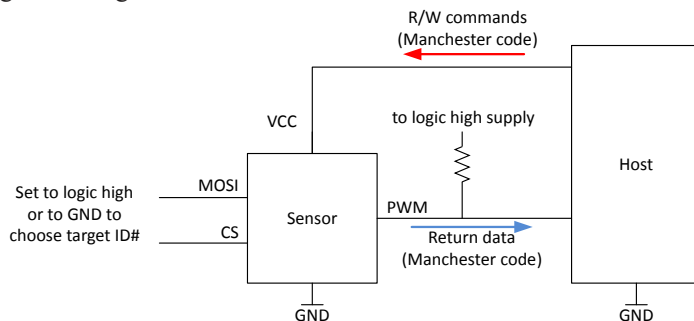 R/W commands
(Manchester code)
VCC
to logic high supply
Host
Set to logic high
or to GND to
choose target ID#
MOSI
CS
Sensor
PWM
Return data
(Manchester code)
GND
GND